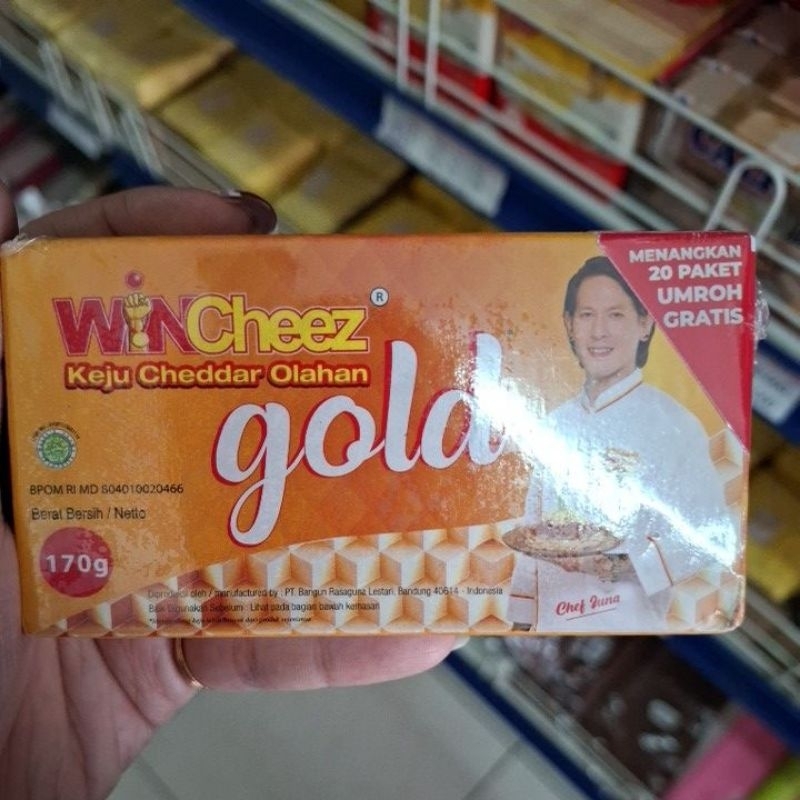 WINCheez®
Keju Cheddar Olahan
gold
MENANGKAN
20 PAKET
UMROH
GRATIS
BPOM RI MD 804010020466
Berat Bersih / Netto
170g
Diproduksi oleh / manufactured by : PT. Bangun Rasaguna Lestari, Bandung 40614 - Indonesia
Baik Digunakan Sebelum : Lihat pada bagian bawah kemasan
Chef Juna